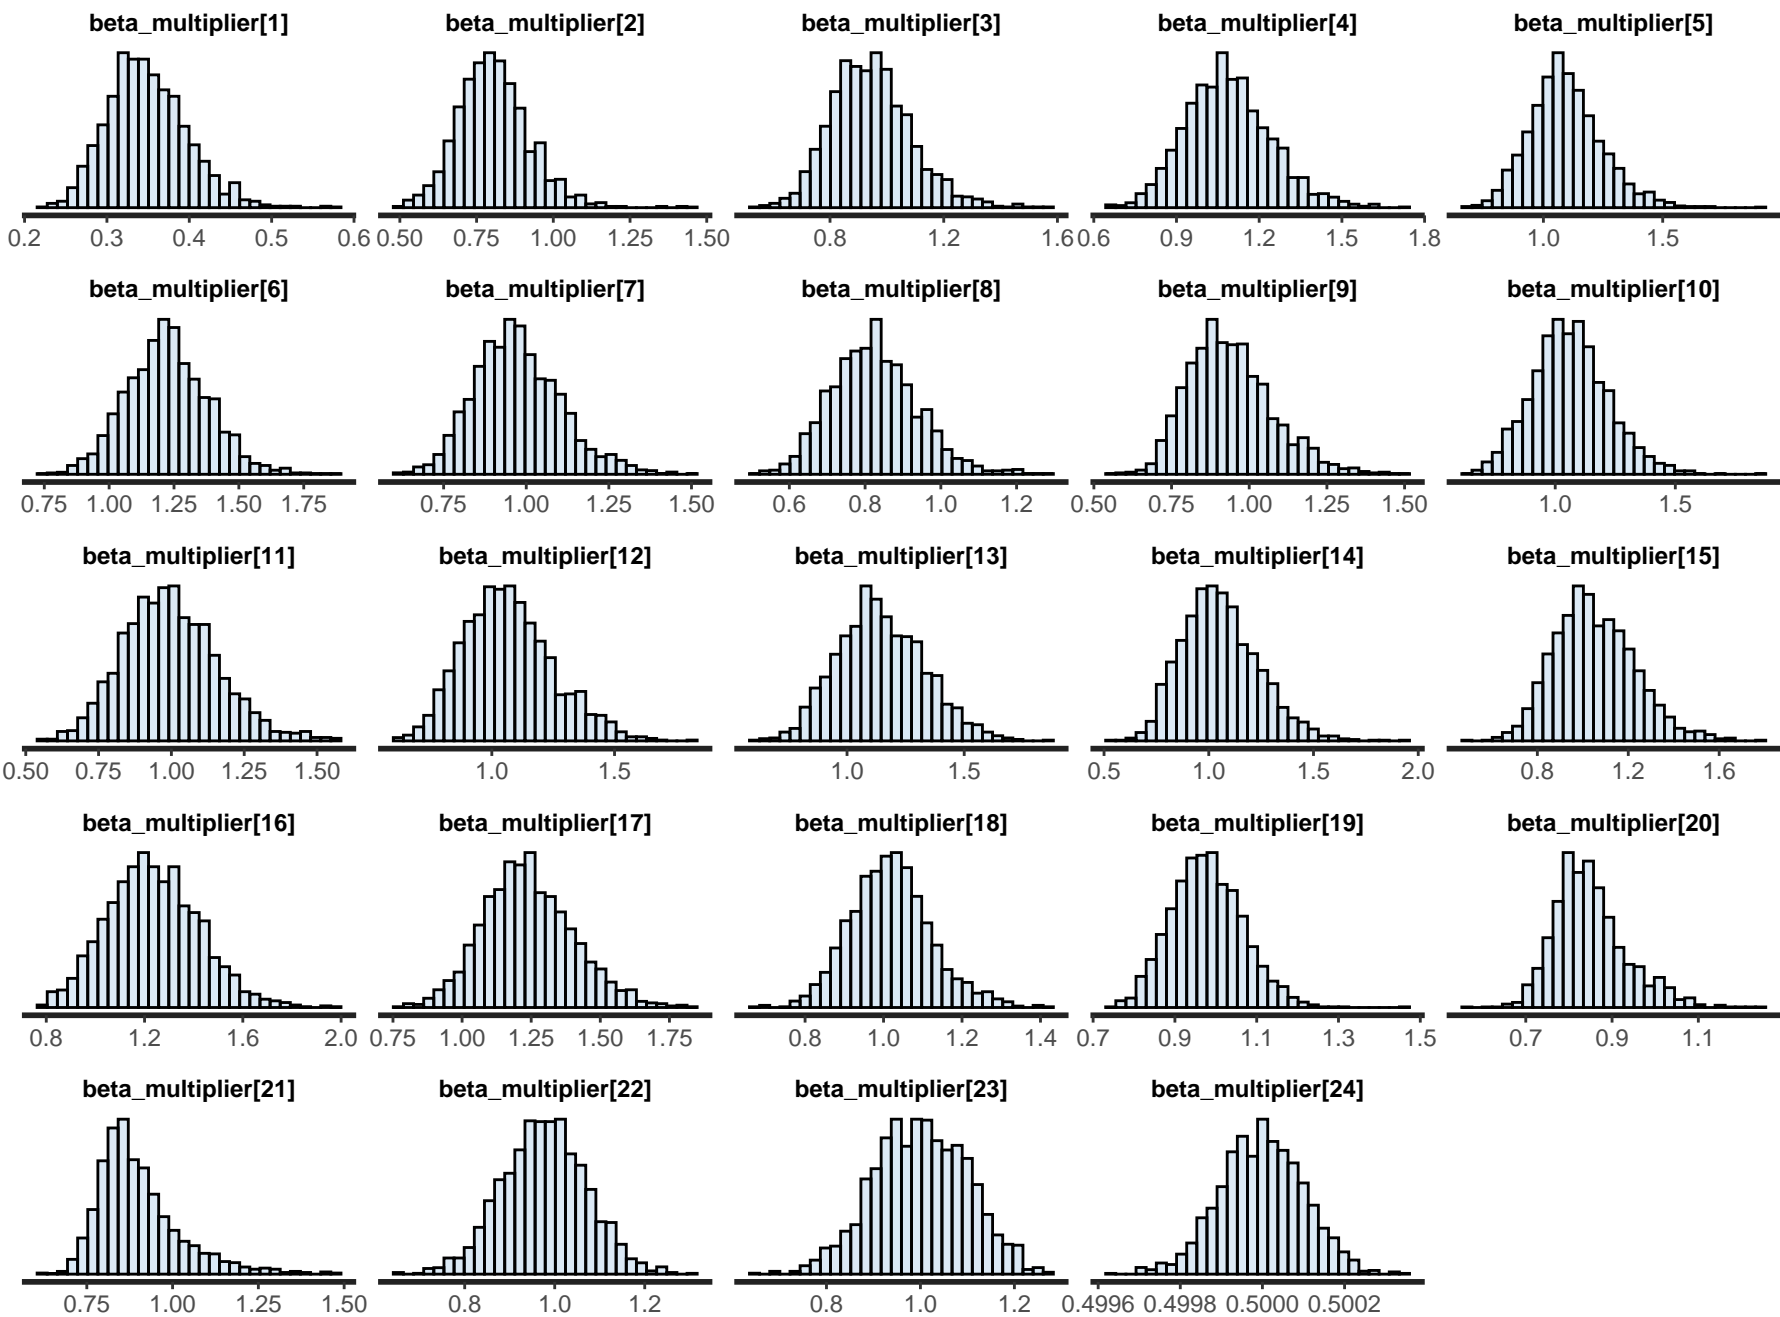 beta_multiplier[1] beta_multiplier[2] beta_multiplier[3] beta_multiplier[4] beta_multiplier[5]
0.2 0.3 0.4 0.5 0.6 0.50 0.75 1.00 1.25 1.50 0.8 1.2 1.6 0.6 0.9 1.2 1.5 1.8 1.0 1.5
beta_multiplier[6] beta_multiplier[7] beta_multiplier[8] beta_multiplier[9] beta_multiplier[10]
0.75 1.00 1.25 1.50 1.75 0.75 1.00 1.25 1.50 0.6 0.8 1.0 1.2 0.50 0.75 1.00 1.25 1.50 1.0 1.5
beta_multiplier[11] beta_multiplier[12] beta_multiplier[13] beta_multiplier[14] beta_multiplier[15]
0.50 0.75 1.00 1.25 1.50 1.0 1.5 1.0 1.5 0.5 1.0 1.5 2.0 0.8 1.2 1.6
beta_multiplier[16] beta_multiplier[17] beta_multiplier[18] beta_multiplier[19] beta_multiplier[20]
0.8 1.2 1.6 2.0 0.75 1.00 1.25 1.50 1.75 0.8 1.0 1.2 1.4 0.7 0.9 1.1 1.3 1.5 0.7 0.9 1.1
beta_multiplier[21] beta_multiplier[22] beta_multiplier[23] beta_multiplier[24]
0.75 1.00 1.25 1.50 0.8 1.0 1.2 0.8 1.0 1.2 0.4996 0.4998 0.5000 0.5002